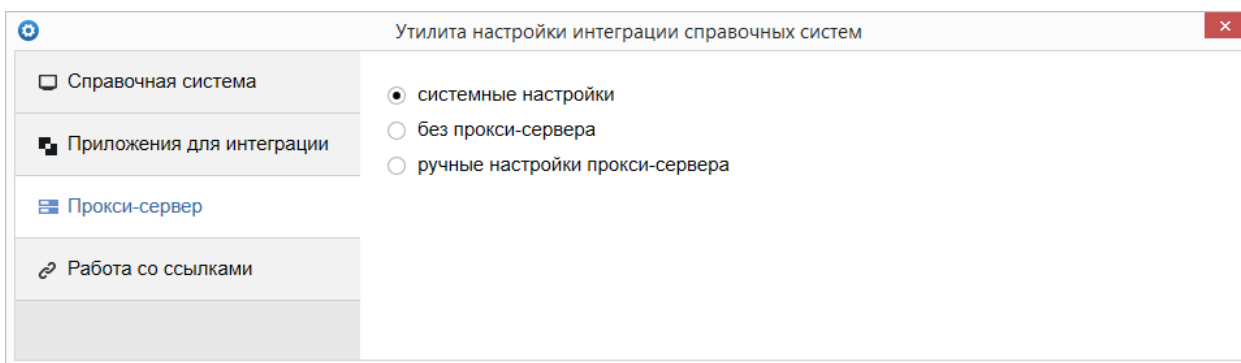 Утилита настройки интеграции справочных систем
Справочная система
Приложения для интеграции
Прокси-сервер
Работа со ссылками
системные настройки
без прокси-сервера
ручные настройки прокси-сервера